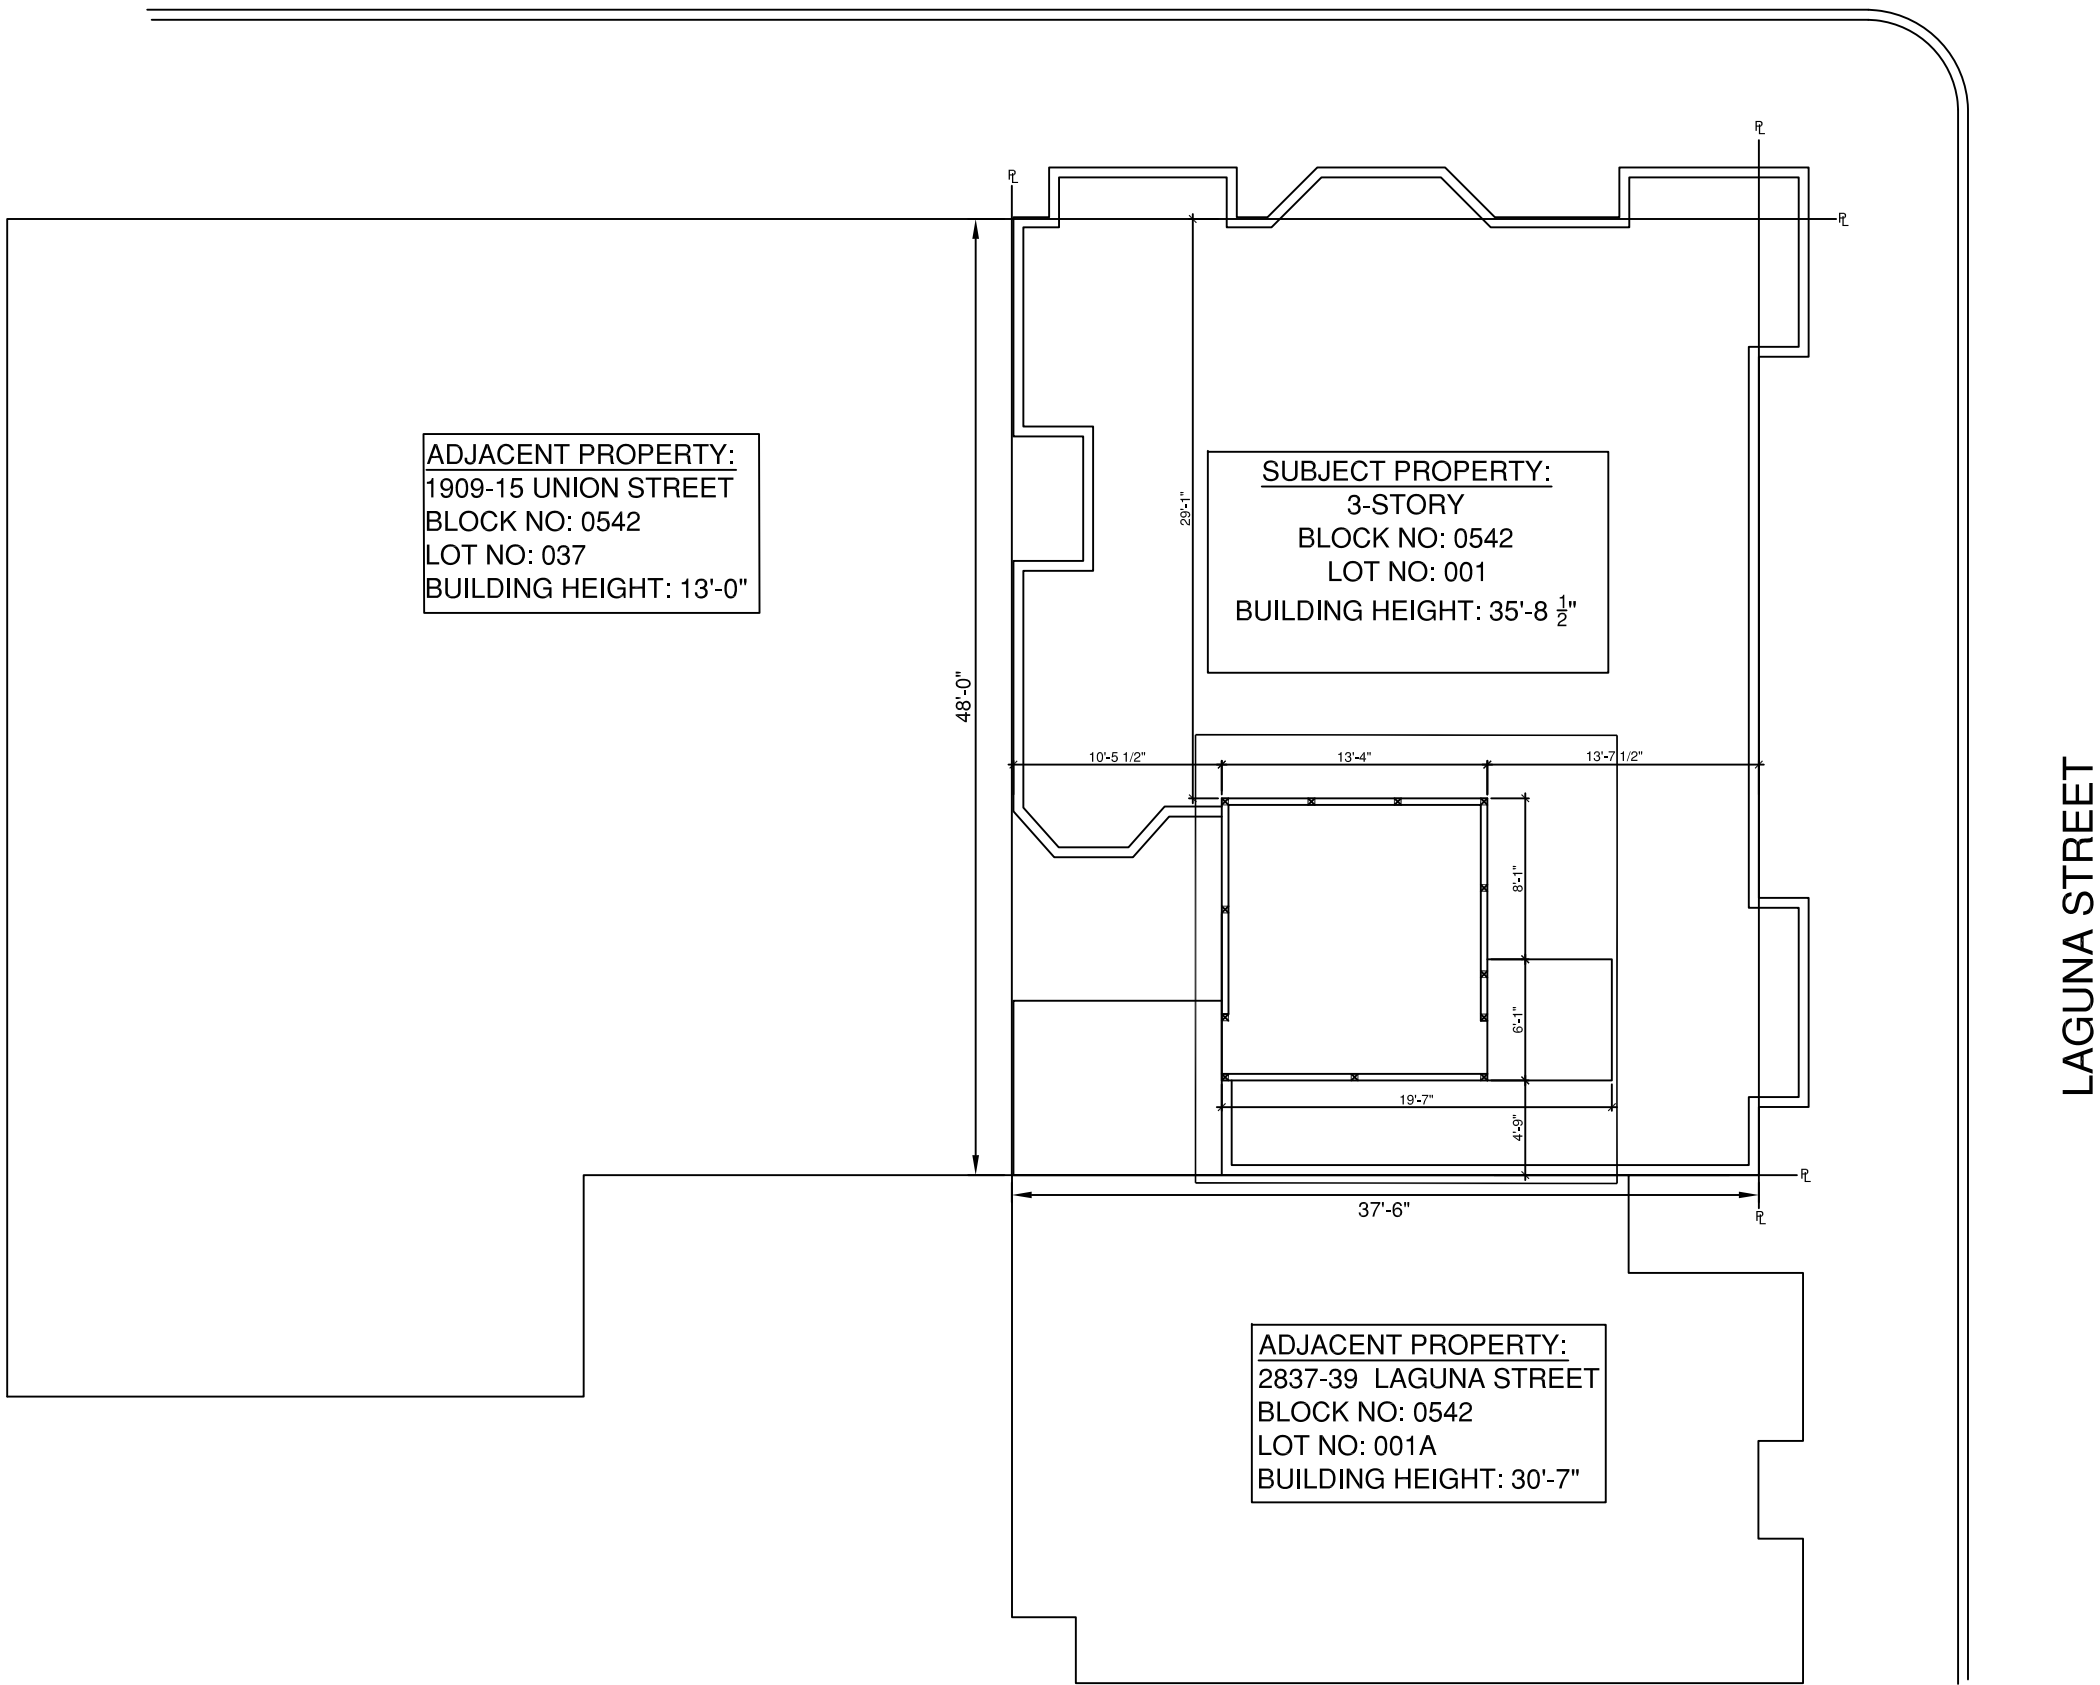 PL
PL
PL
ADJACENT PROPERTY:
1909-15 UNION STREET
BLOCK NO: 0542
LOT NO: 037
BUILDING HEIGHT: 13'-0"
SUBJECT PROPERTY:
3-STORY
BLOCK NO: 0542
LOT NO: 001
BUILDING HEIGHT: 35'-8 1/2"
29'-1"
48'-0"
10'-5 1/2"
13'-4"
13'-7 1/2"
8'-1"
6'-1"
19'-7"
4'-9"
PL
37'-6"
PL
LAGUNA STREET
ADJACENT PROPERTY:
2837-39 LAGUNA STREET
BLOCK NO: 0542
LOT NO: 001A
BUILDING HEIGHT: 30'-7"